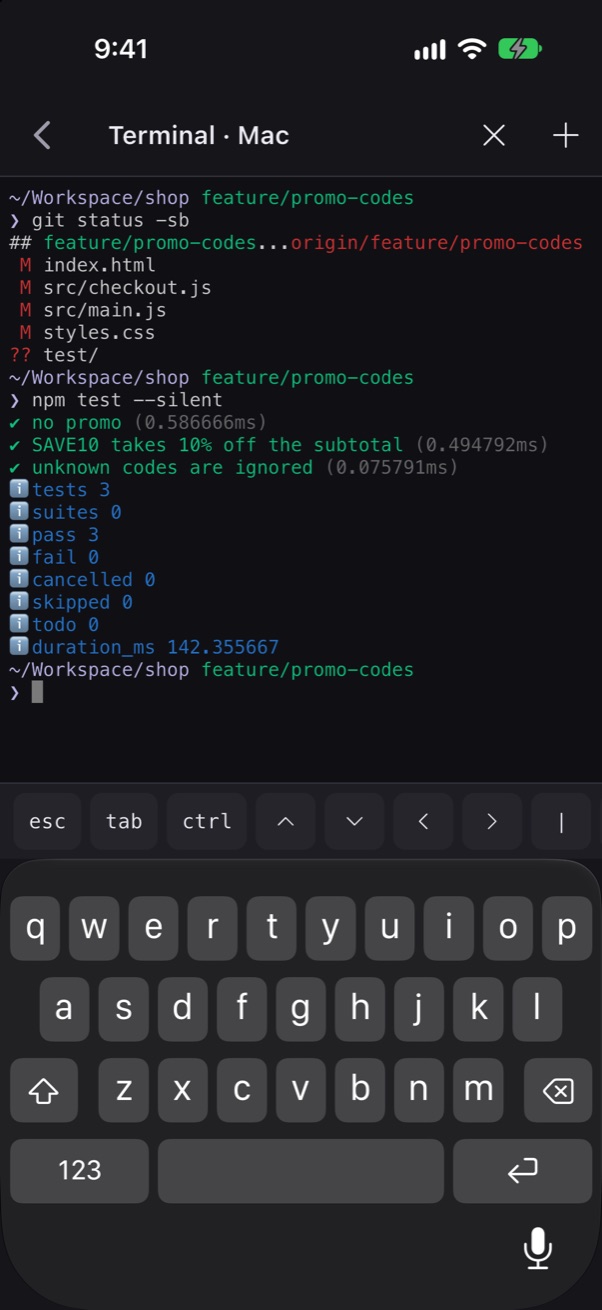 9:41
Terminal · Mac
~/Workspace/shop feature/promo-codes
❯ git status -sb
## feature/promo-codes...origin/feature/promo-codes
 M index.html
 M src/checkout.js
 M src/main.js
 M styles.css
?? test/
~/Workspace/shop feature/promo-codes
❯ npm test --silent
✔ no promo (0.586666ms)
✔ SAVE10 takes 10% off the subtotal (0.494792ms)
✔ unknown codes are ignored (0.075791ms)
ℹ tests 3
ℹ suites 0
ℹ pass 3
ℹ fail 0
ℹ cancelled 0
ℹ skipped 0
ℹ todo 0
ℹ duration_ms 142.355667
~/Workspace/shop feature/promo-codes
❯
esc tab ctrl |
q w e r t y u i o p
a s d f g h j k l
z x c v b n m
123